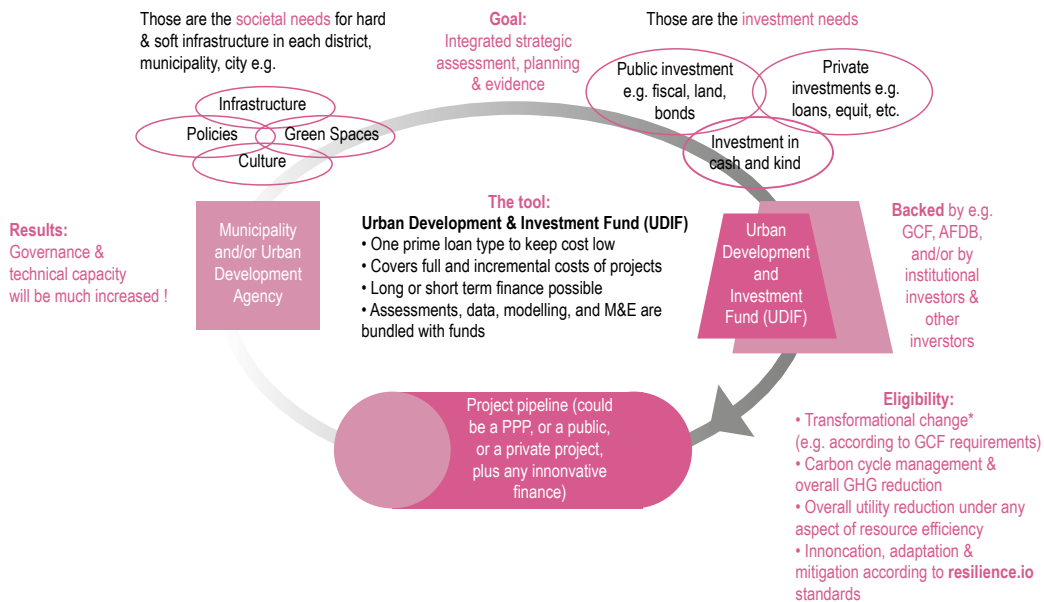 Those are the societal needs for hard
& soft infrastructure in each district,
municipality, city e.g.
Infrastructure
Policies
Green Spaces
Culture
Goal:
Integrated strategic
assessment, planning
& evidence
Those are the investment needs
Public investment
e.g. fiscal, land,
bonds
Private
investments e.g.
loans, equit, etc.
Investment in
cash and kind
Results:
Governance &
technical capacity
will be much increased !
Municipality
and/or Urban
Development
Agency
The tool:
Urban Development & Investment Fund (UDIF)
• One prime loan type to keep cost low
• Covers full and incremental costs of projects
• Long or short term finance possible
• Assessments, data, modelling, and M&E are
bundled with funds
Urban
Development
and
Investment
Fund (UDIF)
Backed by e.g.
GCF, AFDB,
and/or by
institutional
investors &
other
inverstors
Project pipeline (could
be a PPP, or a public,
or a private project,
plus any innonvative
finance)
Eligibility:
• Transformational change*
(e.g. according to GCF requirements)
• Carbon cycle management &
overall GHG reduction
• Overall utility reduction under any
aspect of resource efficiency
• Innoncation, adaptation &
mitigation according to resilience.io
standards